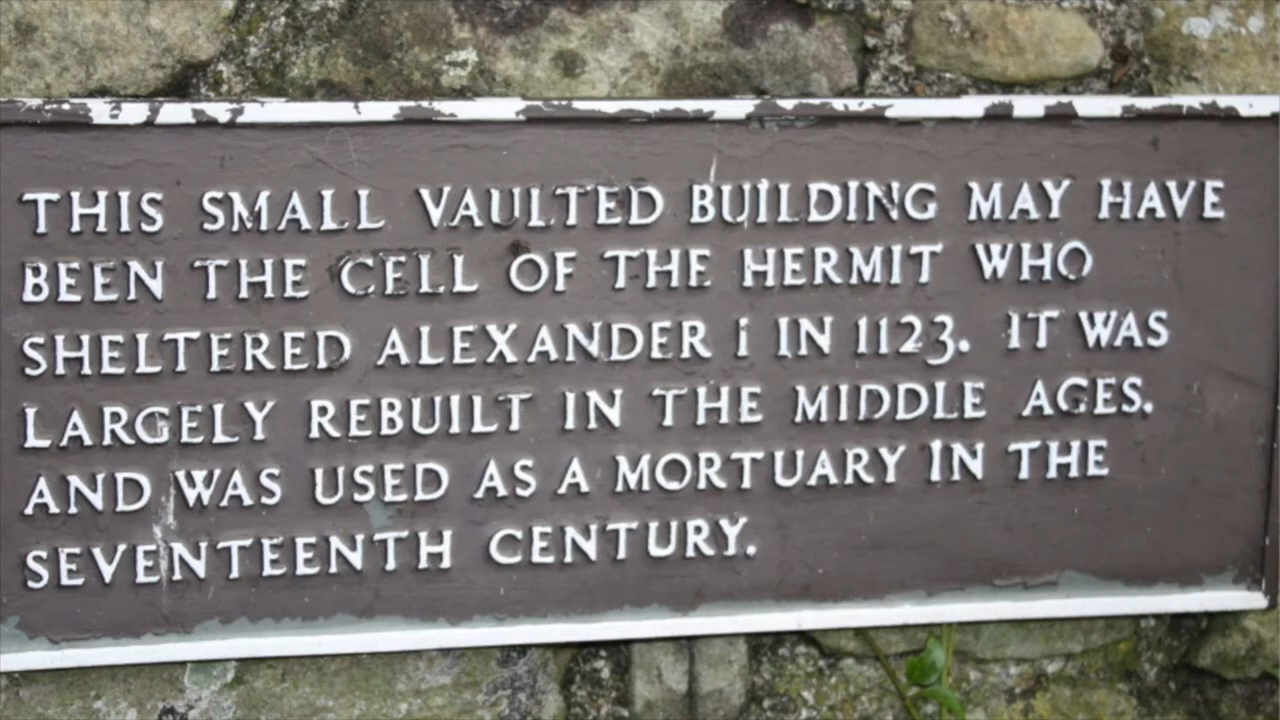 THIS SMALL VAULTED BUILDING MAY HAVE
BEEN THE CELL OF THE HERMIT WHO
SHELTERED ALEXANDER I IN 1123. IT WAS
LARGELY REBUILT IN THE MIDDLE AGES.
AND WAS USED AS A MORTUARY IN THE
SEVENTEENTH CENTURY.